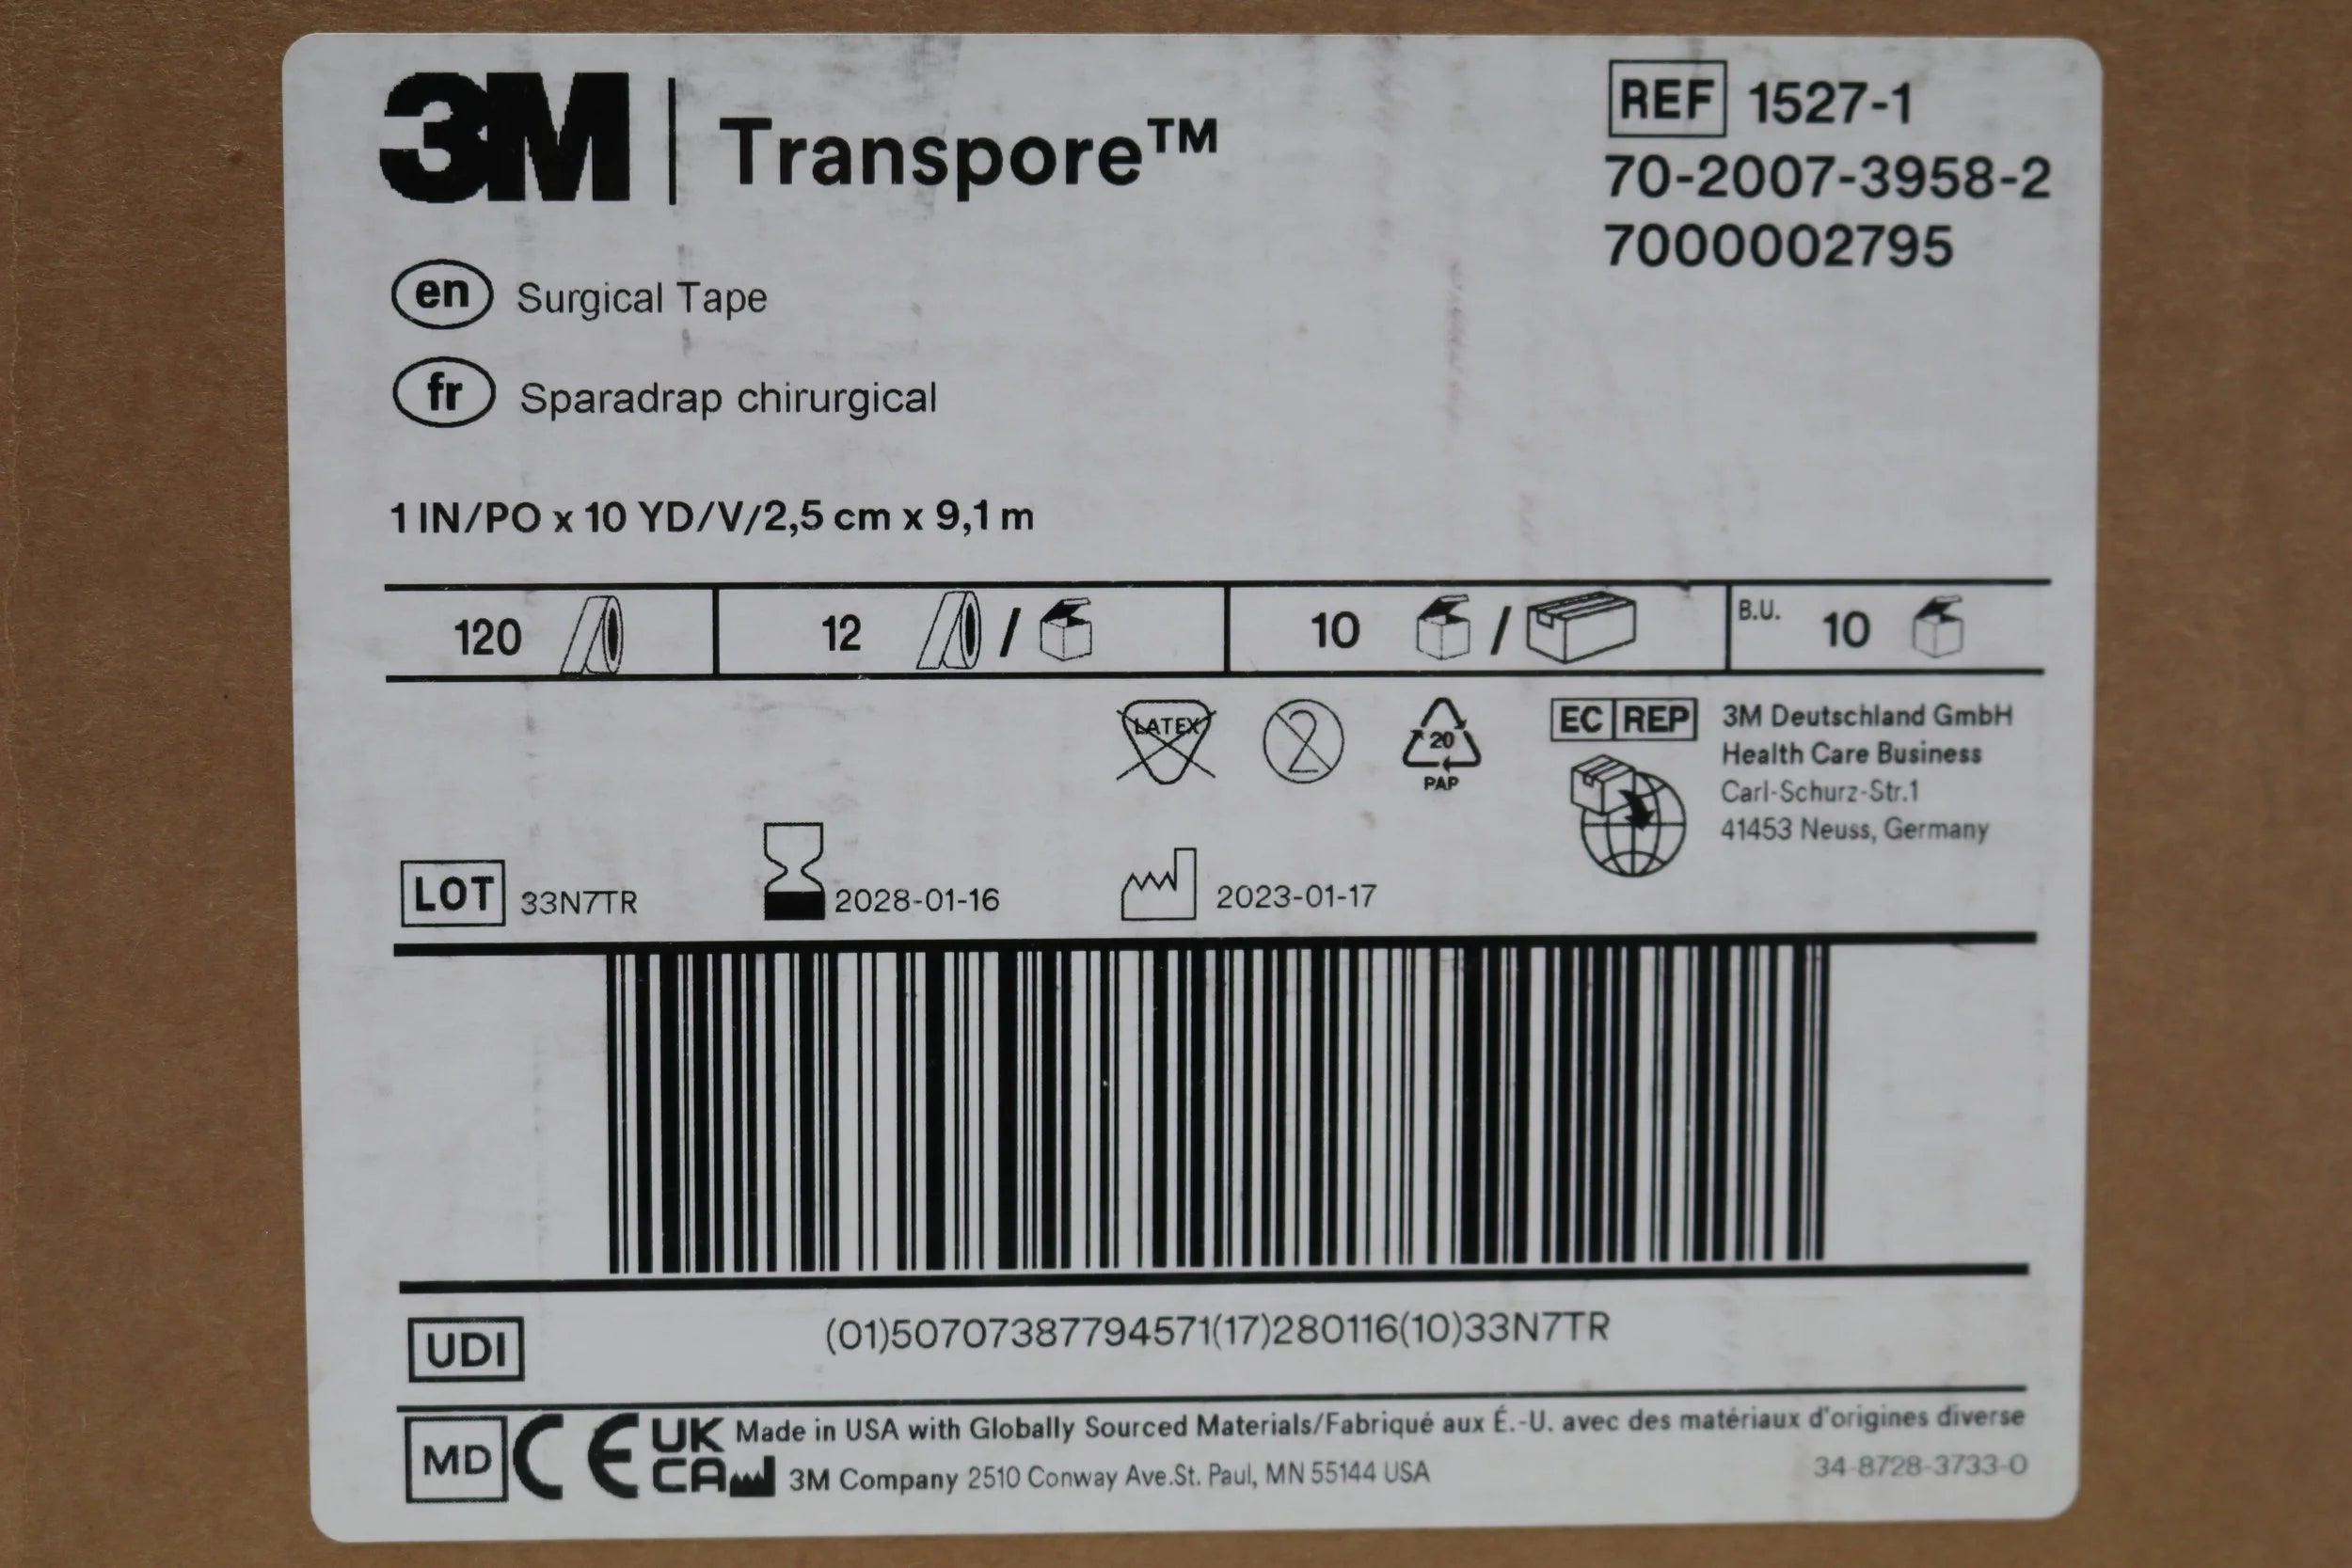 3M | Transpore™
REF 1527-1
70-2007-3958-2
7000002795
en Surgical Tape
fr Sparadrap chirurgical
1 IN/PO x 10 YD/V/2,5 cm x 9,1 m
120 12 / 10 / B.U. 10
LATEX 2 20 PAP
EC REP 3M Deutschland GmbH
Health Care Business
Carl-Schurz-Str.1
41453 Neuss, Germany
LOT 33N7TR 2028-01-16 2023-01-17
UDI (01)50707387794571(17)280116(10)33N7TR
MD CE UK CA Made in USA with Globally Sourced Materials/Fabriqué aux É.-U. avec des matériaux d'origines diverse
3M Company 2510 Conway Ave.St. Paul, MN 55144 USA
34-8728-3733-0